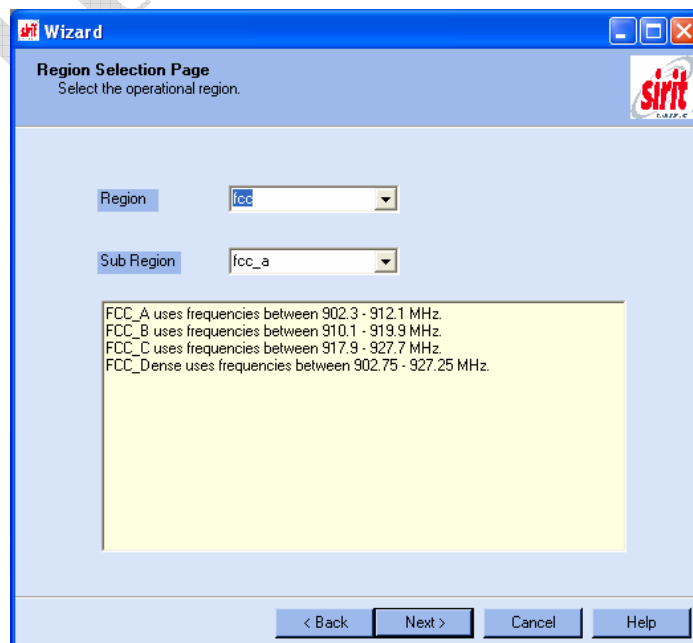 Wizard
Region Selection Page
Select the operational region.
sirit
Region
fcc
Sub Region
fcc_a
FCC_A uses frequencies between 902.3 - 912.1 MHz.
FCC_B uses frequencies between 910.1 - 919.9 MHz.
FCC_C uses frequencies between 917.9 - 927.7 MHz.
FCC_Dense uses frequencies between 902.75 - 927.25 MHz.
< Back
Next >
Cancel
Help